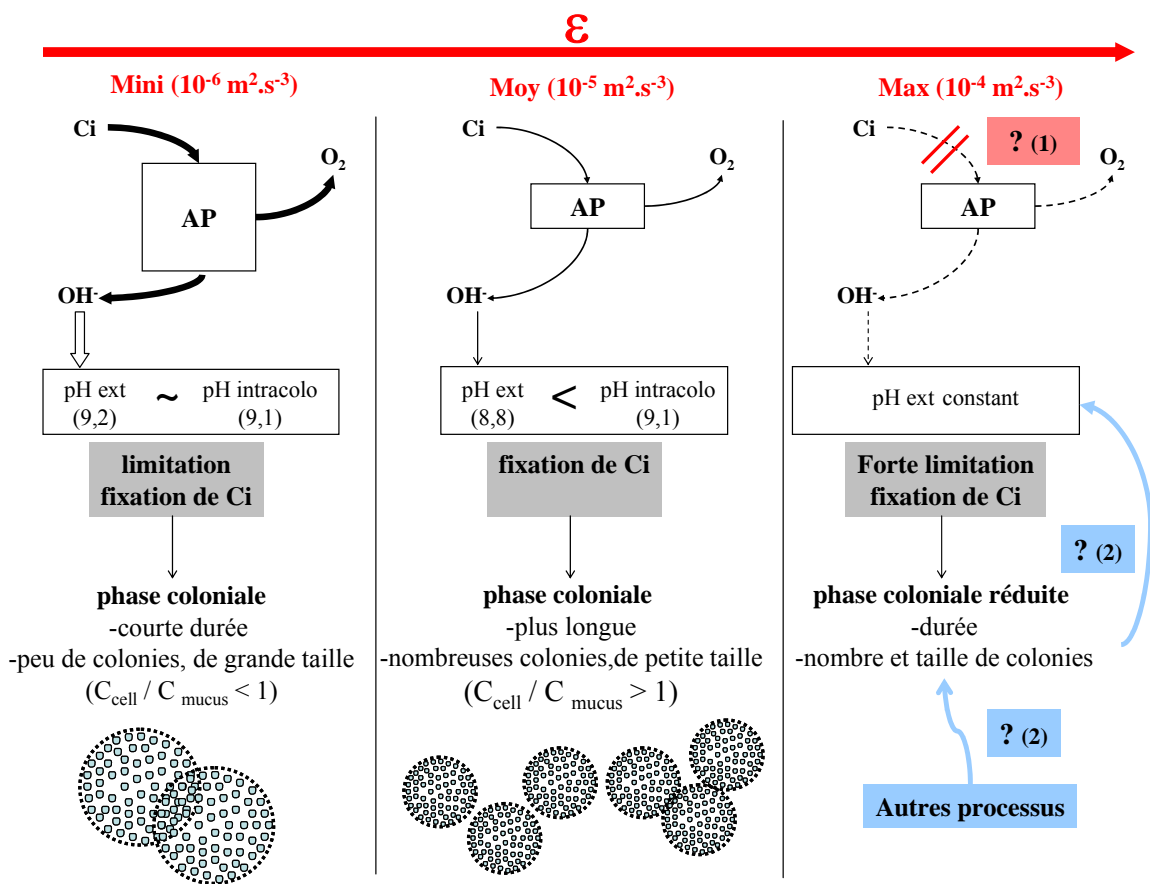 ε
Mini (10⁻⁶ m².s⁻³)
Ci
O₂
AP
OH⁻
pH ext ~ pH intracolo
(9,2) (9,1)
limitation
fixation de Ci
phase coloniale
-courte durée
-peu de colonies, de grande taille
(C cell / C mucus < 1)
Moy (10⁻⁵ m².s⁻³)
Ci
O₂
AP
OH⁻
pH ext < pH intracolo
(8,8) (9,1)
fixation de Ci
phase coloniale
-plus longue
-nombreuses colonies,de petite taille
(C cell / C mucus > 1)
Max (10⁻⁴ m².s⁻³)
Ci
? (1)
O₂
AP
OH⁻
pH ext constant
Forte limitation
fixation de Ci
? (2)
phase coloniale réduite
-durée
-nombre et taille de colonies
? (2)
Autres processus